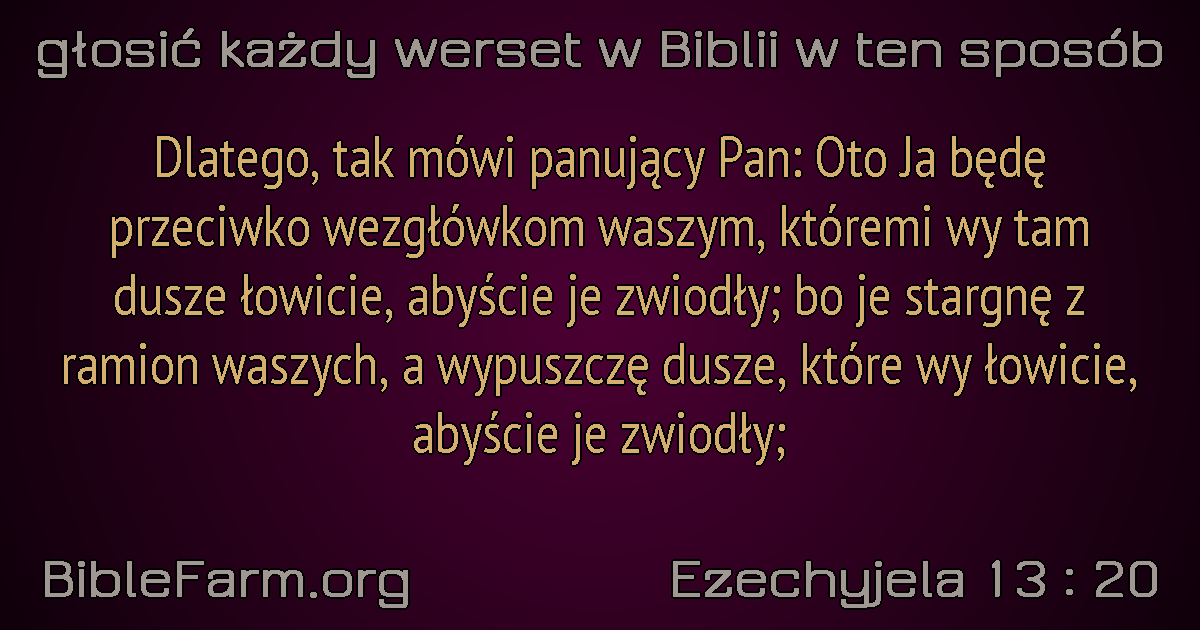 głosić każdy werset w Biblii w ten sposób
Dlatego, tak mówi panujący Pan: Oto Ja będę
przeciwko wezgłówkom waszym, któremi wy tam
dusze łowicie, abyście je zwiodły; bo je stargnę z
ramion waszych, a wypuszczę dusze, które wy łowicie,
abyście je zwiodły;
BibleFarm.org
Ezechyjela 13 : 20